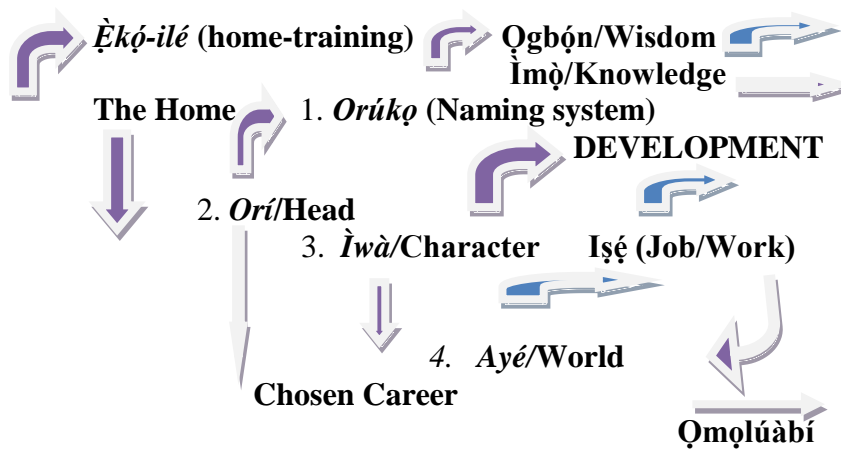 Ẹ̀kọ́-ilé (home-training) Ọgbọ́n/Wisdom
Ìmọ̀/Knowledge
The Home 1. Orúkọ (Naming system)
DEVELOPMENT
2. Orí/Head
3. Ìwà/Character Iṣẹ́ (Job/Work)
4. Ayé/World
Chosen Career
Ọmọlúàbí